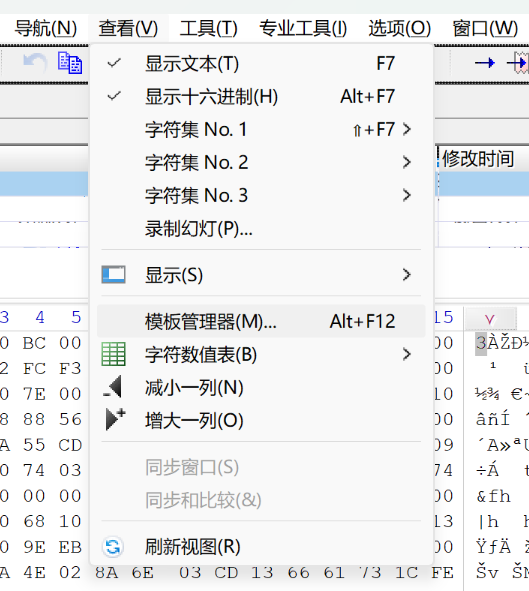 导航(N) 查看(V) 工具(T) 专业工具(I) 选项(O) 窗口(W)
显示文本(T) F7
显示十六进制(H) Alt+F7
字符集 No. 1 ⇧+F7
字符集 No. 2
修改时间
字符集 No. 3
录制幻灯(P)...
显示(S)
3 4 5 15
模板管理器(M)... Alt+F12
0 BC 00 00 3ÀŽÐ½
字符数值表(B)
2 FC F3 00 ¹ ü
减小一列(N)
0 7E 00 10 ½¾ €~
增大一列(O)
8 88 56 00 âñÍ
A 55 CD 09 ´A»ªU
同步窗口(S)
0 74 03 74 ÷Á t
同步和比较(&)
0 00 00 00 &fh
0 68 10 13 |h h
刷新视图(R)
0 9E EB 00 ŸƒÄ ž
A 4E 02 8A 6E 03 CD 13 66 61 73 1C FE Šv ŠM